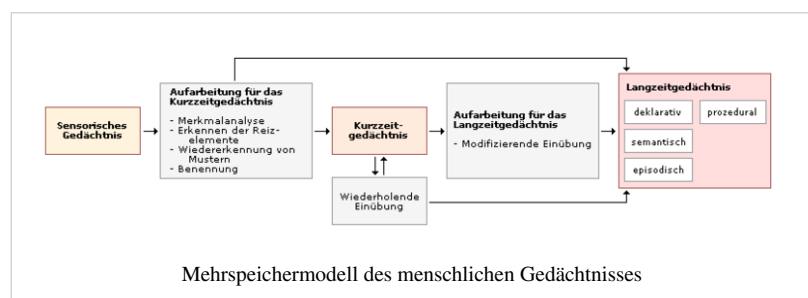 Sensorisches
Gedächtnis
Aufarbeitung für das
Kurzzeitgedächtnis
- Merkmalanalyse
- Erkennen der Reiz-
elemente
- Wiedererkennung von
Mustern
- Benennung
Kurzzeit-
gedächtnis
Wiederholende
Einübung
Aufarbeitung für das
Langzeitgedächtnis
- Modifizierende Einübung
Langzeitgedächtnis
deklarativ
prozedural
semantisch
episodisch
Mehrspeichermodell des menschlichen Gedächtnisses